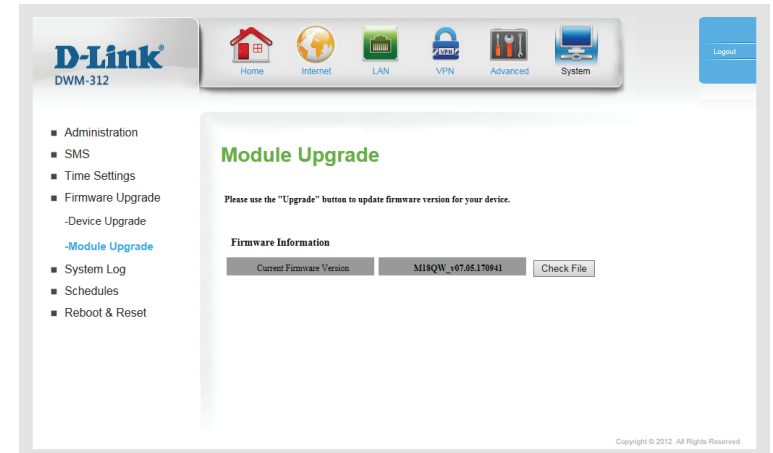 D-Link®
DWM-312
Home
Internet
LAN
VPN
Advanced
System
Logout
Administration
SMS
Time Settings
Firmware Upgrade
-Device Upgrade
-Module Upgrade
System Log
Schedules
Reboot & Reset
Module Upgrade
Please use the "Upgrade" button to update firmware version for your device.
Firmware Information
Current Firmware Version M18QW_v07.05.170941 Check File
Copyright © 2012 All Rights Reserved